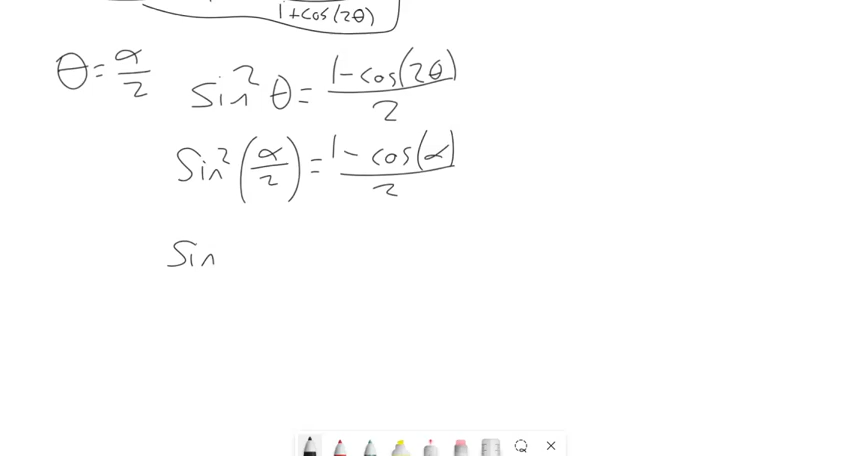 1+cos(2θ)
θ=α/2 sin²θ=(1-cos(2θ))/2
Sin²(α/2)=(1-cos(α))/2
Sin